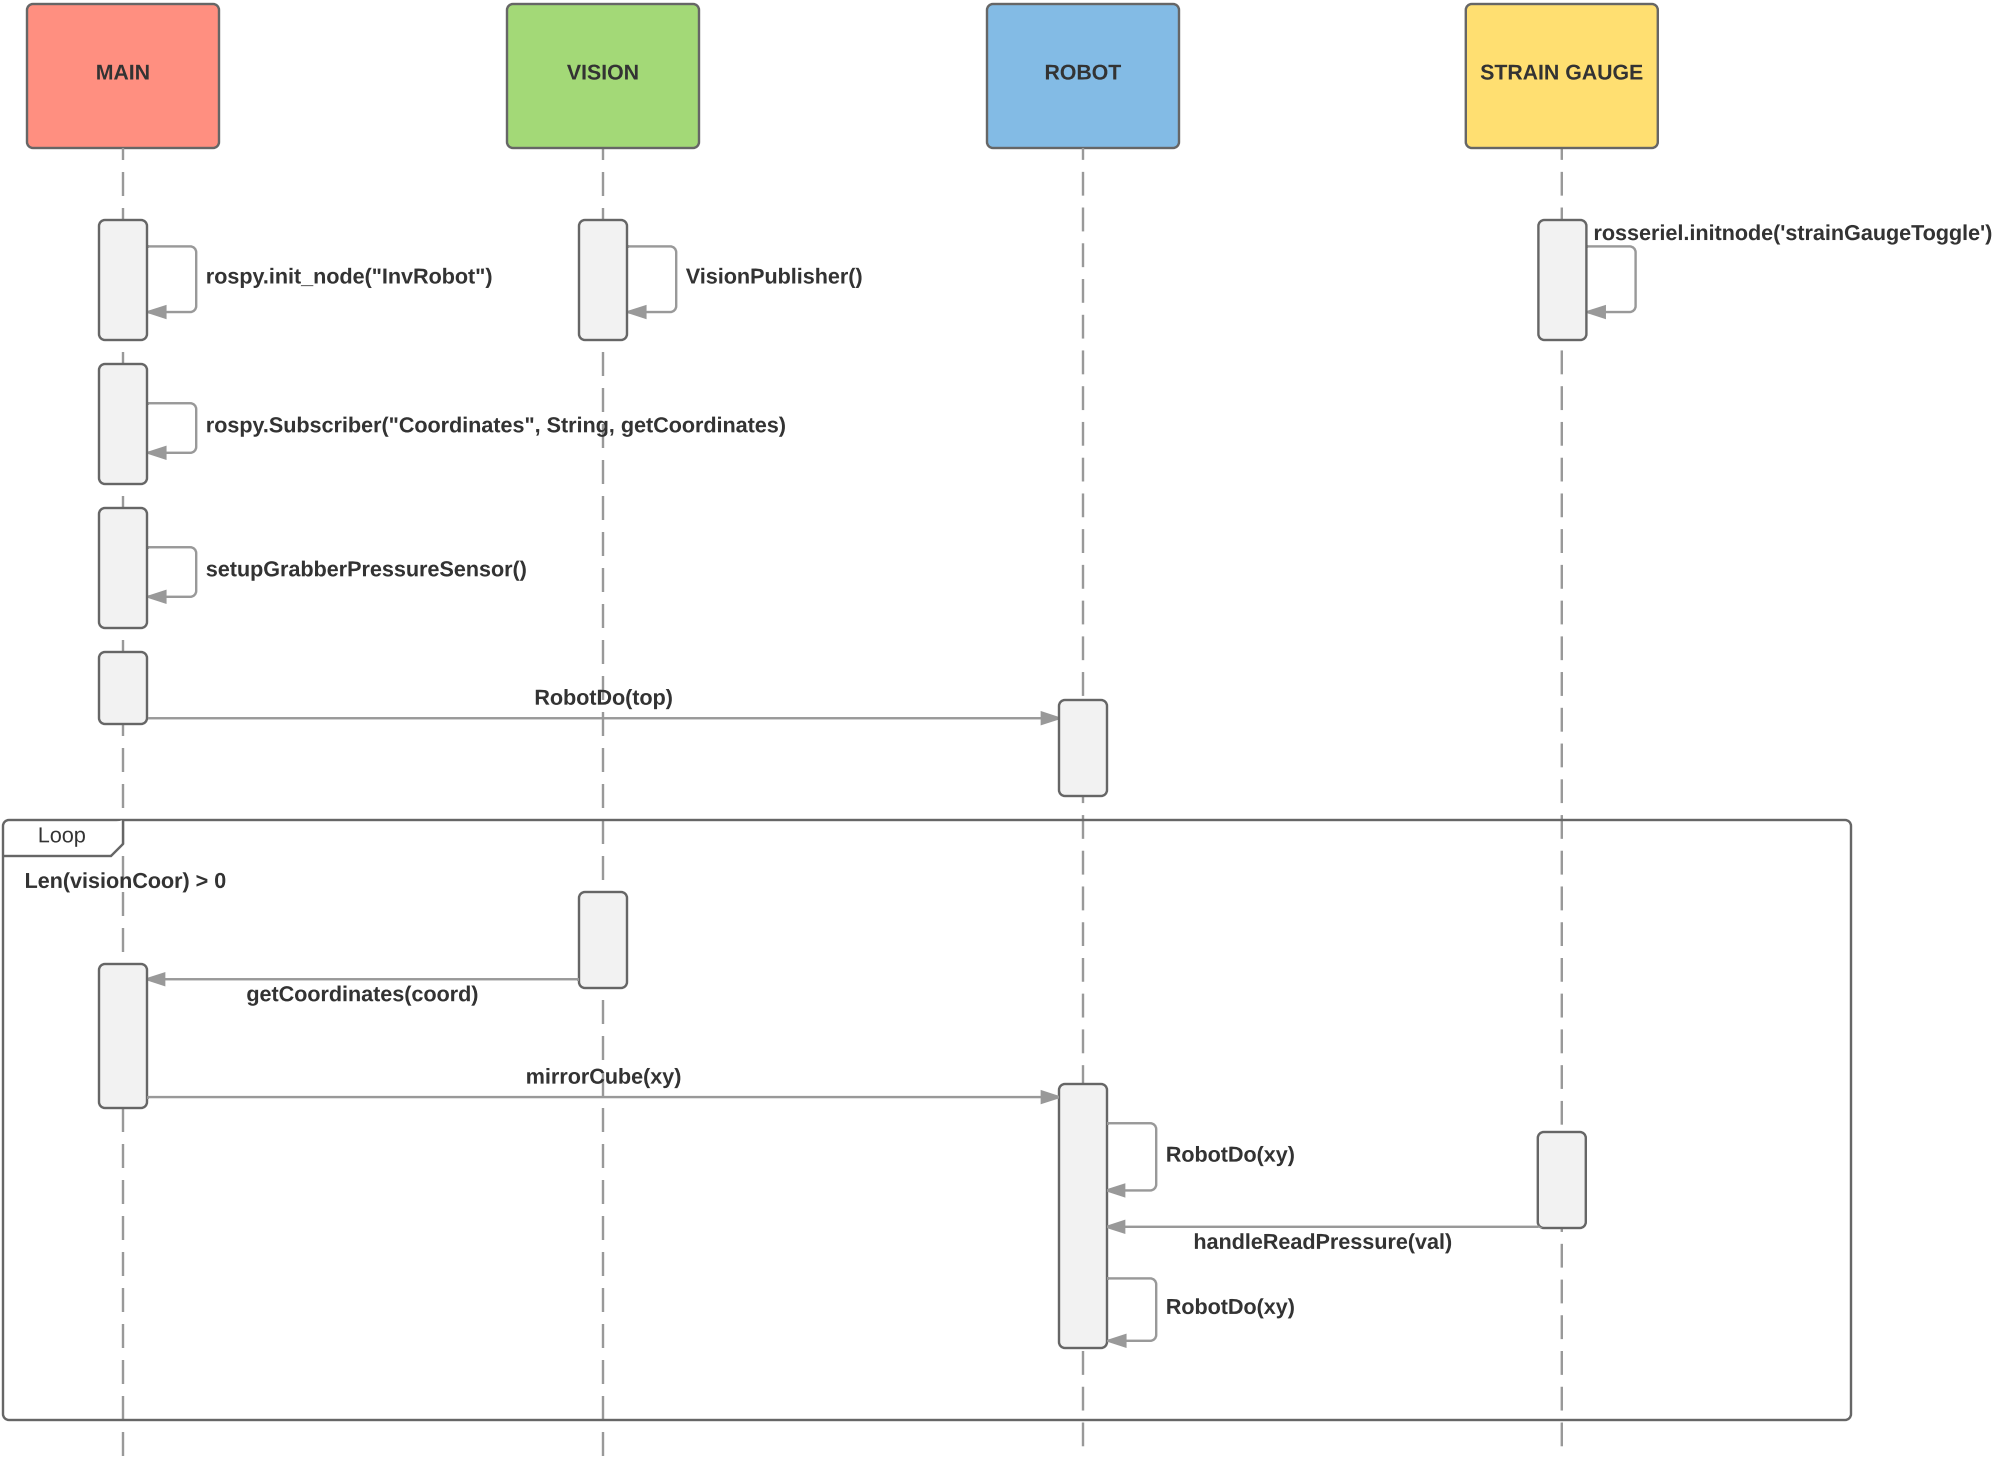 MAIN
VISION
ROBOT
STRAIN GAUGE
rosseriel.initnode('strainGaugeToggle')
rospy.init_node("InvRobot")
VisionPublisher()
rospy.Subscriber("Coordinates", String, getCoordinates)
setupGrabberPressureSensor()
RobotDo(top)
Loop
Len(visionCoor) > 0
getCoordinates(coord)
mirrorCube(xy)
RobotDo(xy)
handleReadPressure(val)
RobotDo(xy)